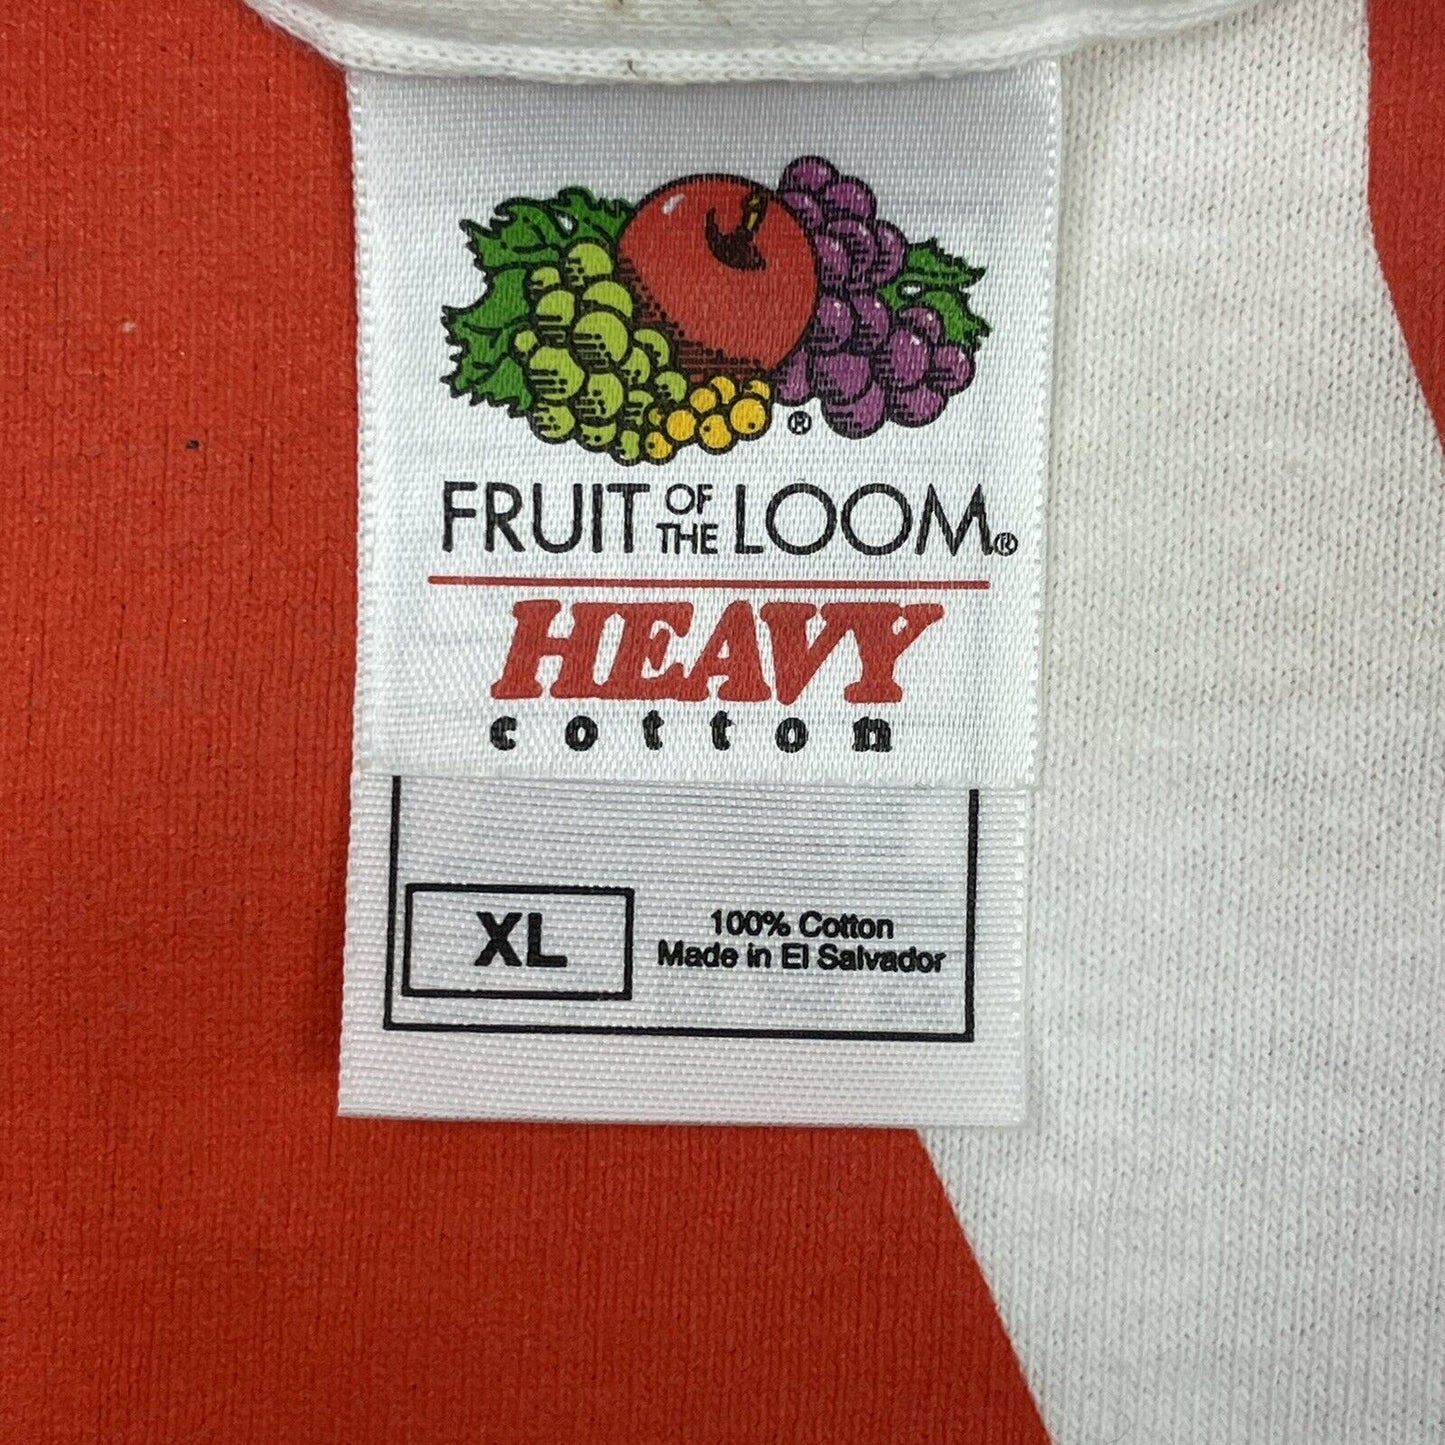 ®
FRUIT OF THE LOOM®
HEAVY
cotton
XL
100% Cotton
Made in El Salvador